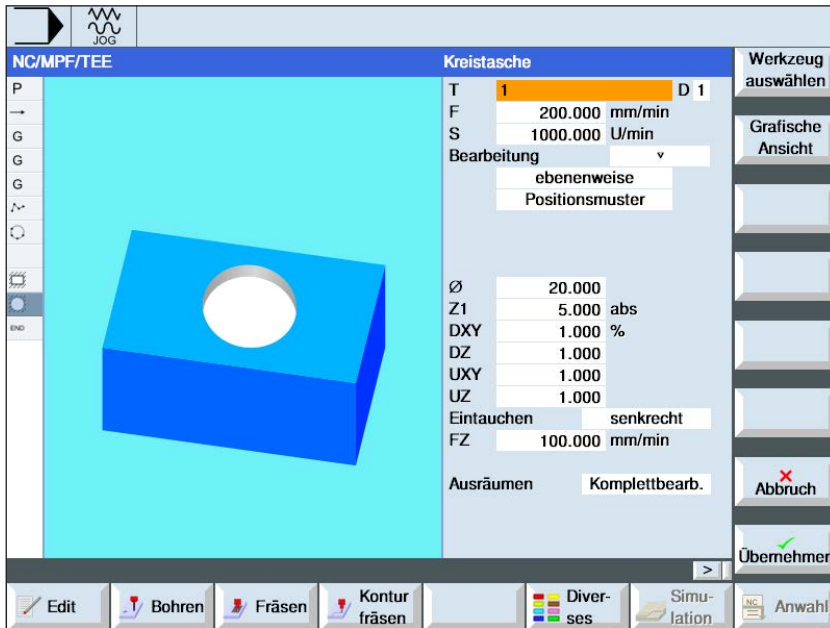 JOG
NC/MPF/TEE
Kreistasche
P
G
G
G
END
T 1 D 1
F 200.000 mm/min
S 1000.000 U/min
Bearbeitung ▿
ebenenweise
Positionsmuster
Ø 20.000
Z1 5.000 abs
DXY 1.000 %
DZ 1.000
UXY 1.000
UZ 1.000
Eintauchen senkrecht
FZ 100.000 mm/min
Ausräumen Komplettbearb.
>
Werkzeug
auswählen
Grafische
Ansicht
Abbruch
Übernehmen
Edit
Bohren
Fräsen
Kontur
fräsen
Diver-
ses
Simu-
lation
NC
Anwahl